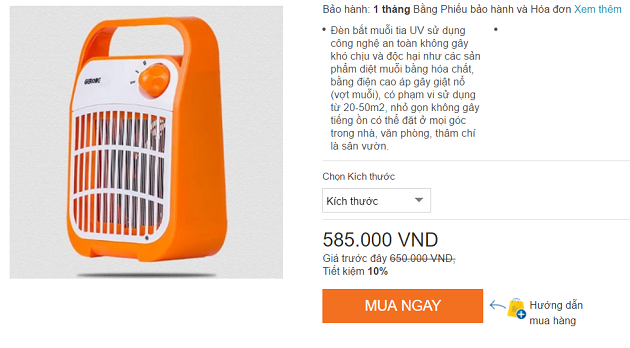 Bảo hành: 1 tháng Bằng Phiếu bảo hành và Hóa đơn Xem thêm
• Đèn bắt muỗi tia UV sử dụng
công nghệ an toàn không gây
khó chịu và độc hại như các sản
phẩm diệt muỗi bằng hóa chất,
bằng điện cao áp gây giật nổ
(vợt muỗi), có phạm vi sử dụng
từ 20-50m2, nhỏ gọn không gây
tiếng ồn có thể đặt ở mọi góc
trong nhà, văn phòng, thâm chí
là sân vườn.
Chọn Kích thước
Kích thước
585.000 VND
Giá trước đây 650.000 VND;
Tiết kiệm 10%
MUA NGAY
Hướng dẫn
mua hàng